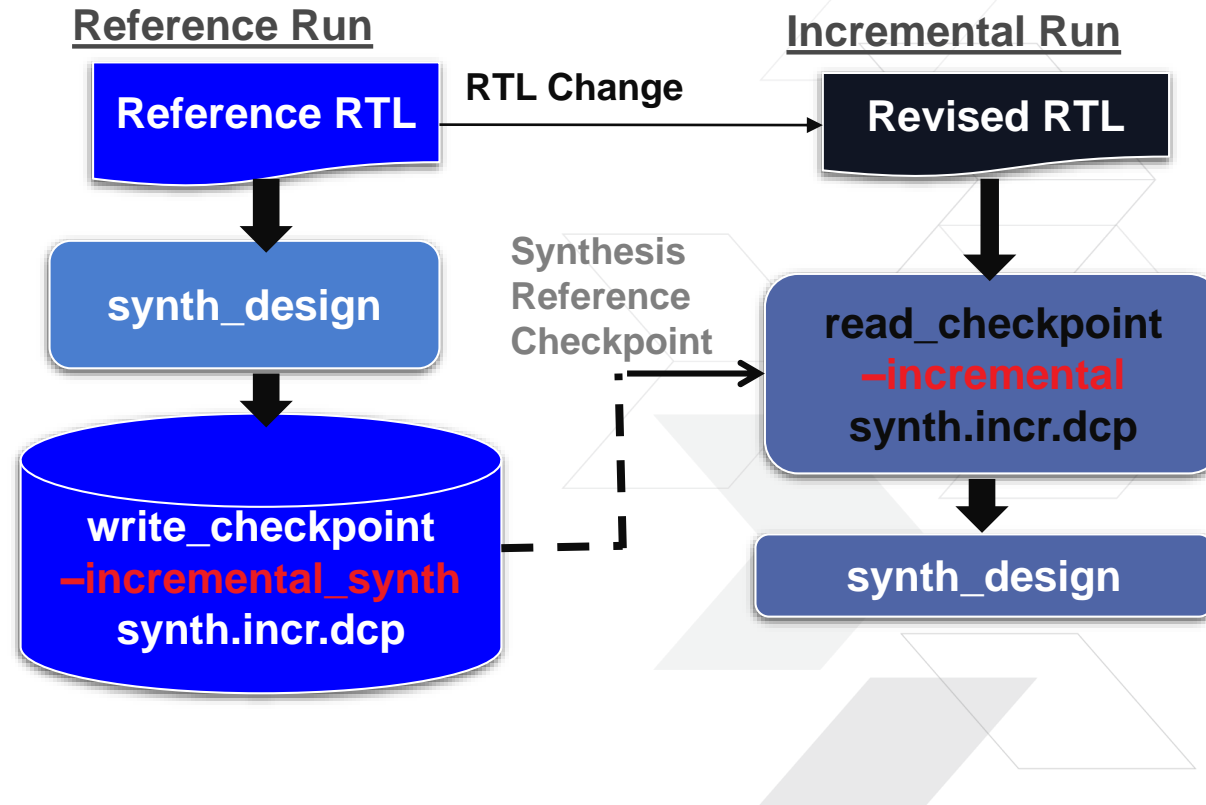 Reference Run
Reference RTL
synth_design
write_checkpoint
–incremental_synth
synth.incr.dcp
RTL Change
Synthesis
Reference
Checkpoint
Incremental Run
Revised RTL
read_checkpoint
–incremental
synth.incr.dcp
synth_design